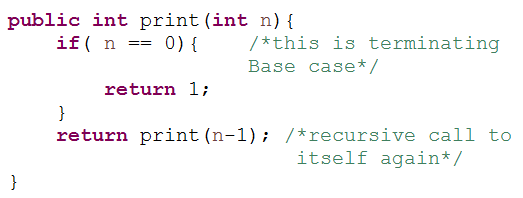 public int print(int n){
if( n == 0){ /*this is terminating
Base case*/
return 1;
}
return print(n-1); /*recursive call to
itself again*/
}